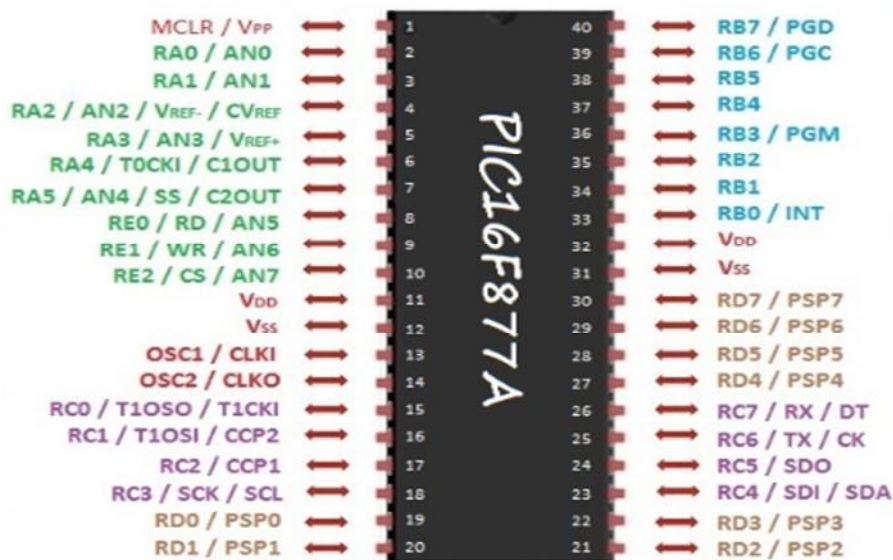 MCLR / VPP 1 40 RB7 / PGD
RA0 / AN0 2 39 RB6 / PGC
RA1 / AN1 3 38 RB5
RA2 / AN2 / VREF- / CVREF 4 37 RB4
RA3 / AN3 / VREF+ 5 36 RB3 / PGM
RA4 / T0CKI / C1OUT 6 35 RB2
RA5 / AN4 / SS / C2OUT 7 34 RB1
RE0 / RD / AN5 8 33 RB0 / INT
RE1 / WR / AN6 9 32 VDD
RE2 / CS / AN7 10 31 VSS
VDD 11 30 RD7 / PSP7
VSS 12 29 RD6 / PSP6
OSC1 / CLKI 13 28 RD5 / PSP5
OSC2 / CLKO 14 27 RD4 / PSP4
RC0 / T1OSO / T1CKI 15 26 RC7 / RX / DT
RC1 / T1OSI / CCP2 16 25 RC6 / TX / CK
RC2 / CCP1 17 24 RC5 / SDO
RC3 / SCK / SCL 18 23 RC4 / SDI / SDA
RD0 / PSP0 19 22 RD3 / PSP3
RD1 / PSP1 20 21 RD2 / PSP2
PIC16F877A